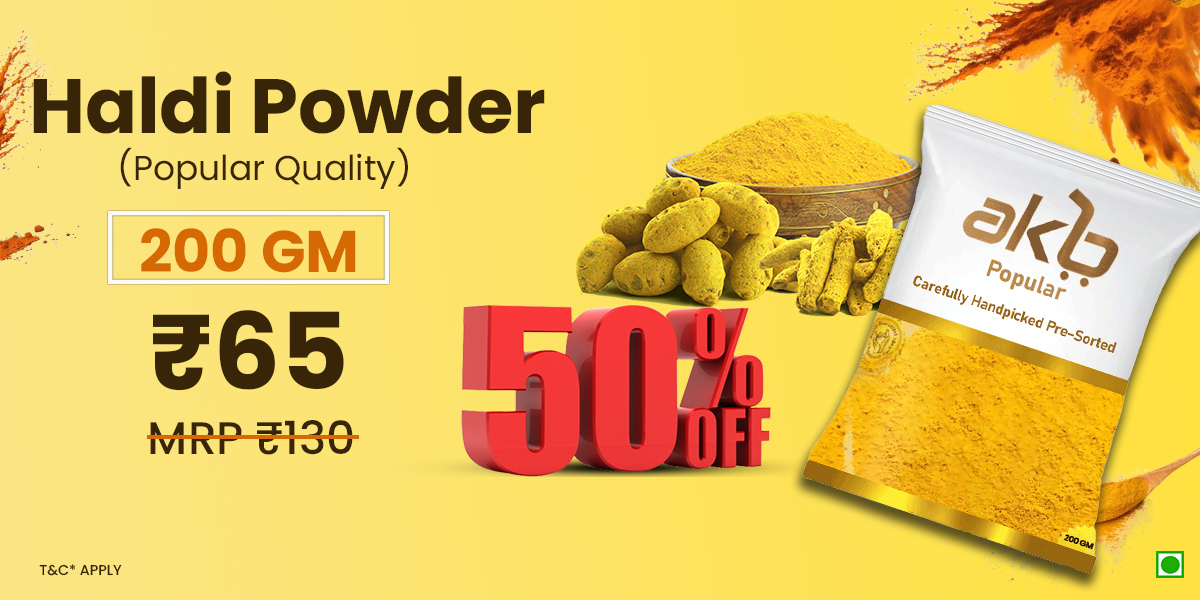 Haldi Powder
(Popular Quality)
200 GM
₹65
MRP ₹130
50%
OFF
akb
Popular
Carefully Handpicked Pre-Sorted
200 GM
T&C* APPLY